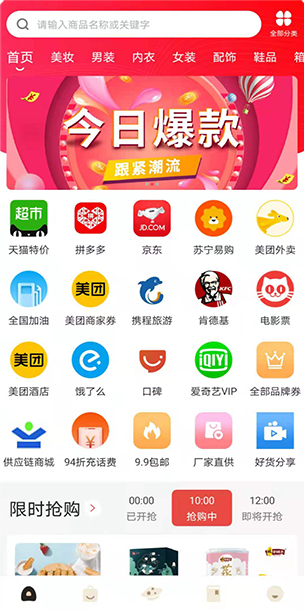 请输入商品名称或关键字
全部分类
首页 美妆 男装 内衣 女装 配饰 鞋品 箱
今日爆款
跟紧潮流
超市 JD.COM
天猫特价 拼多多 京东 苏宁易购 美团外卖
美团 KFC
全国加油 美团商家券 携程旅游 肯德基 电影票
美团 iQIYI
美团酒店 饿了么 口碑 爱奇艺VIP 全部品牌券
供应链商城 94折充话费 9.9包邮 厂家直供 好货分享
限时抢购 00:00 10:00 12:00
已开抢 抢购中 即将开抢